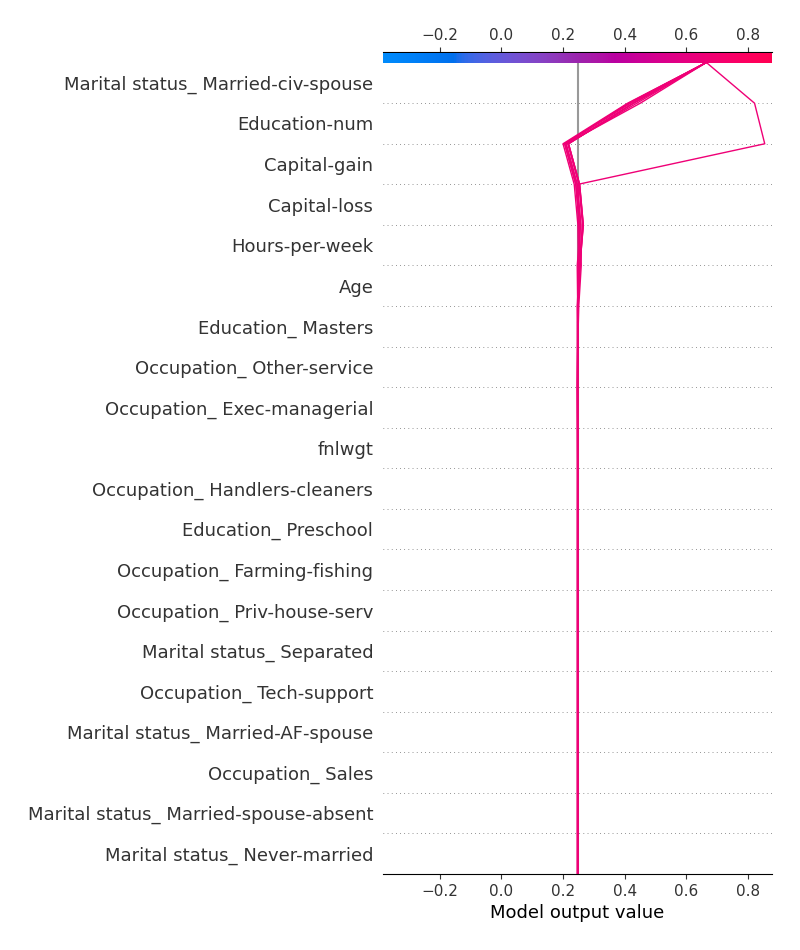 −0.2 0.0 0.2 0.4 0.6 0.8
Marital status_ Married-civ-spouse
Education-num
Capital-gain
Capital-loss
Hours-per-week
Age
Education_ Masters
Occupation_ Other-service
Occupation_ Exec-managerial
fnlwgt
Occupation_ Handlers-cleaners
Education_ Preschool
Occupation_ Farming-fishing
Occupation_ Priv-house-serv
Marital status_ Separated
Occupation_ Tech-support
Marital status_ Married-AF-spouse
Occupation_ Sales
Marital status_ Married-spouse-absent
Marital status_ Never-married
−0.2 0.0 0.2 0.4 0.6 0.8
Model output value